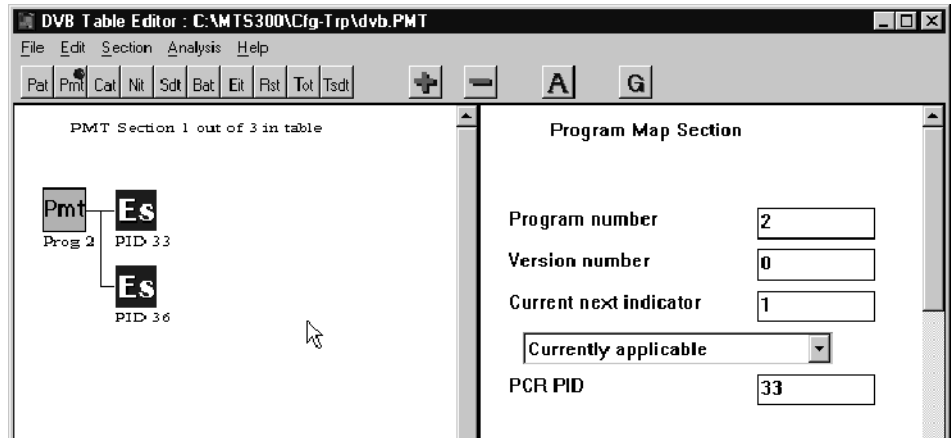 DVB Table Editor : C:\MTS300\Cfg-Trp\dvb.PMT
File Edit Section Analysis Help
Pat Pmt Cat Nit Sdt Bat Eit Rst Tot Tsdt + − A G
PMT Section 1 out of 3 in table
Pmt Es
Prog 2 PID 33
Es
PID 36
Program Map Section
Program number 2
Version number 0
Current next indicator 1
Currently applicable
PCR PID 33